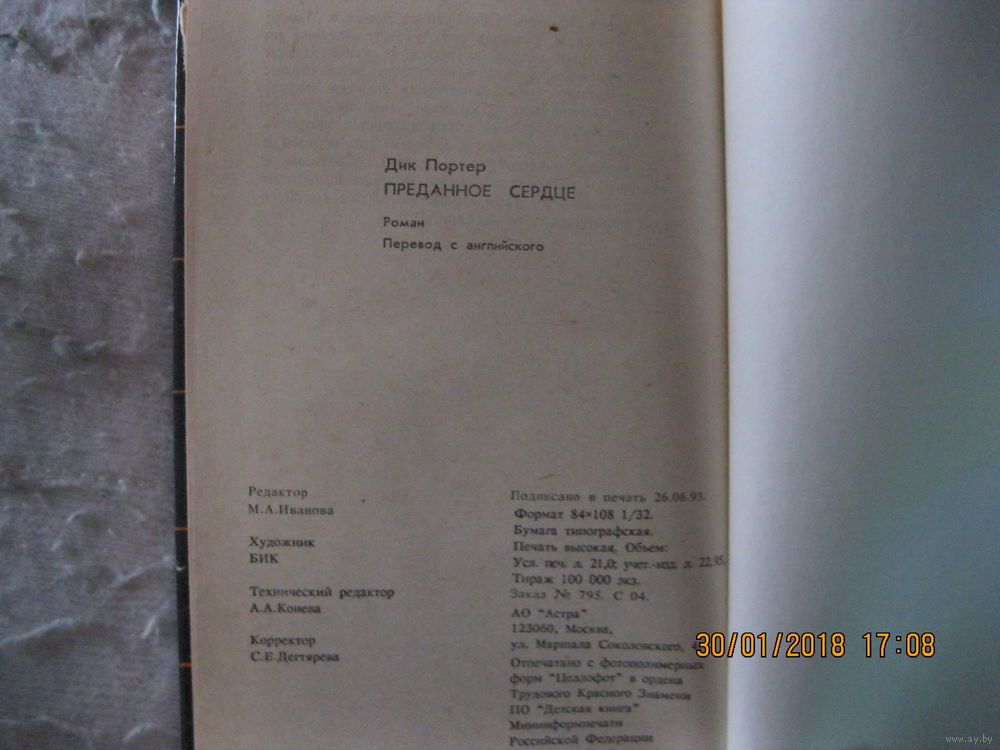 Дик Портер
ПРЕДАННОЕ СЕРДЦЕ
Роман
Перевод с английского
Редактор
М.А.Иванова
Художник
БИК
Технический редактор
А.А.Конева
Корректор
С.Е.Дегтярева
Подписано в печать 26.06.93.
Формат 84×108 1/32.
Бумага типографская.
Печать высокая. Объем:
Усл. печ. л. 21,0; учет.-изд. л. 22.95.
Тираж 100 000 экз.
Заказ № 795. С 04.
АО "Астра"
123060, Москва,
ул. Маршала Соколовского,
Отпечатано с фотополимерных
форм "Целлофот" в ордена
Трудового Красного Знамени
ПО "Детская книга"
Мининформпечати
Российской Федерации
30/01/2018 17:08
www.ay.by